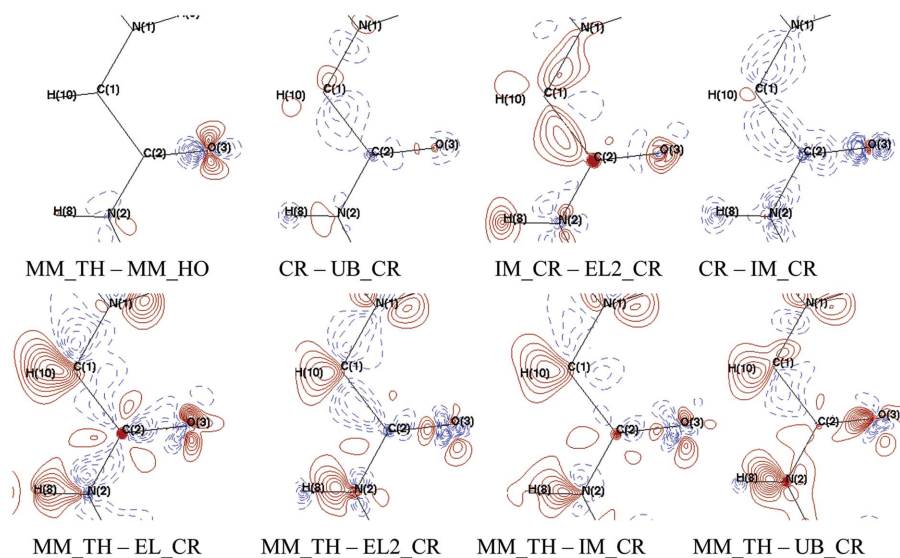 N(1)
C(1)
H(10)
C(2)
O(3)
H(8)
N(2)
N(1)
C(1)
H(10)
C(2)
O(3)
H(8)
N(2)
N(1)
C(1)
H(10)
C(2)
O(3)
H(8)
N(2)
N(1)
C(1)
H(10)
C(2)
O(3)
H(8)
N(2)
MM_TH – MM_HO
CR – UB_CR
IM_CR – EL2_CR
CR – IM_CR
N(1)
C(1)
H(10)
C(2)
O(3)
H(8)
N(2)
N(1)
C(1)
H(10)
C(2)
O(3)
H(8)
N(2)
N(1)
C(1)
H(10)
C(2)
O(3)
H(8)
N(2)
N(1)
C(1)
H(10)
C(2)
O(3)
H(8)
N(2)
MM_TH – EL_CR
MM_TH – EL2_CR
MM_TH – IM_CR
MM_TH – UB_CR